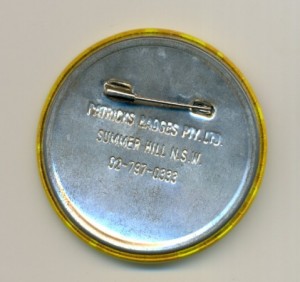 PATRICKS BADGES PTY. LTD.
SUMMER HILL N.S.W.
02-797-0333